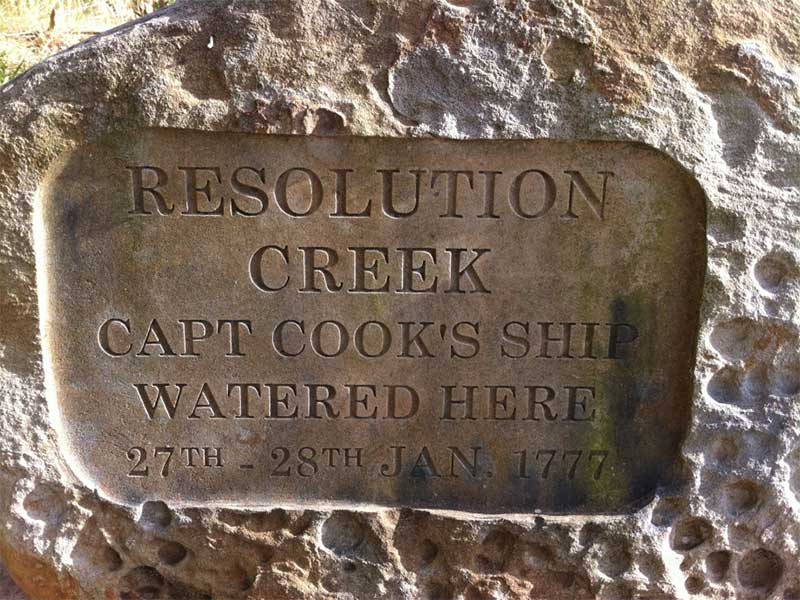 RESOLUTION
CREEK
CAPT COOK'S SHIP
WATERED HERE
27TH - 28TH JAN. 1777